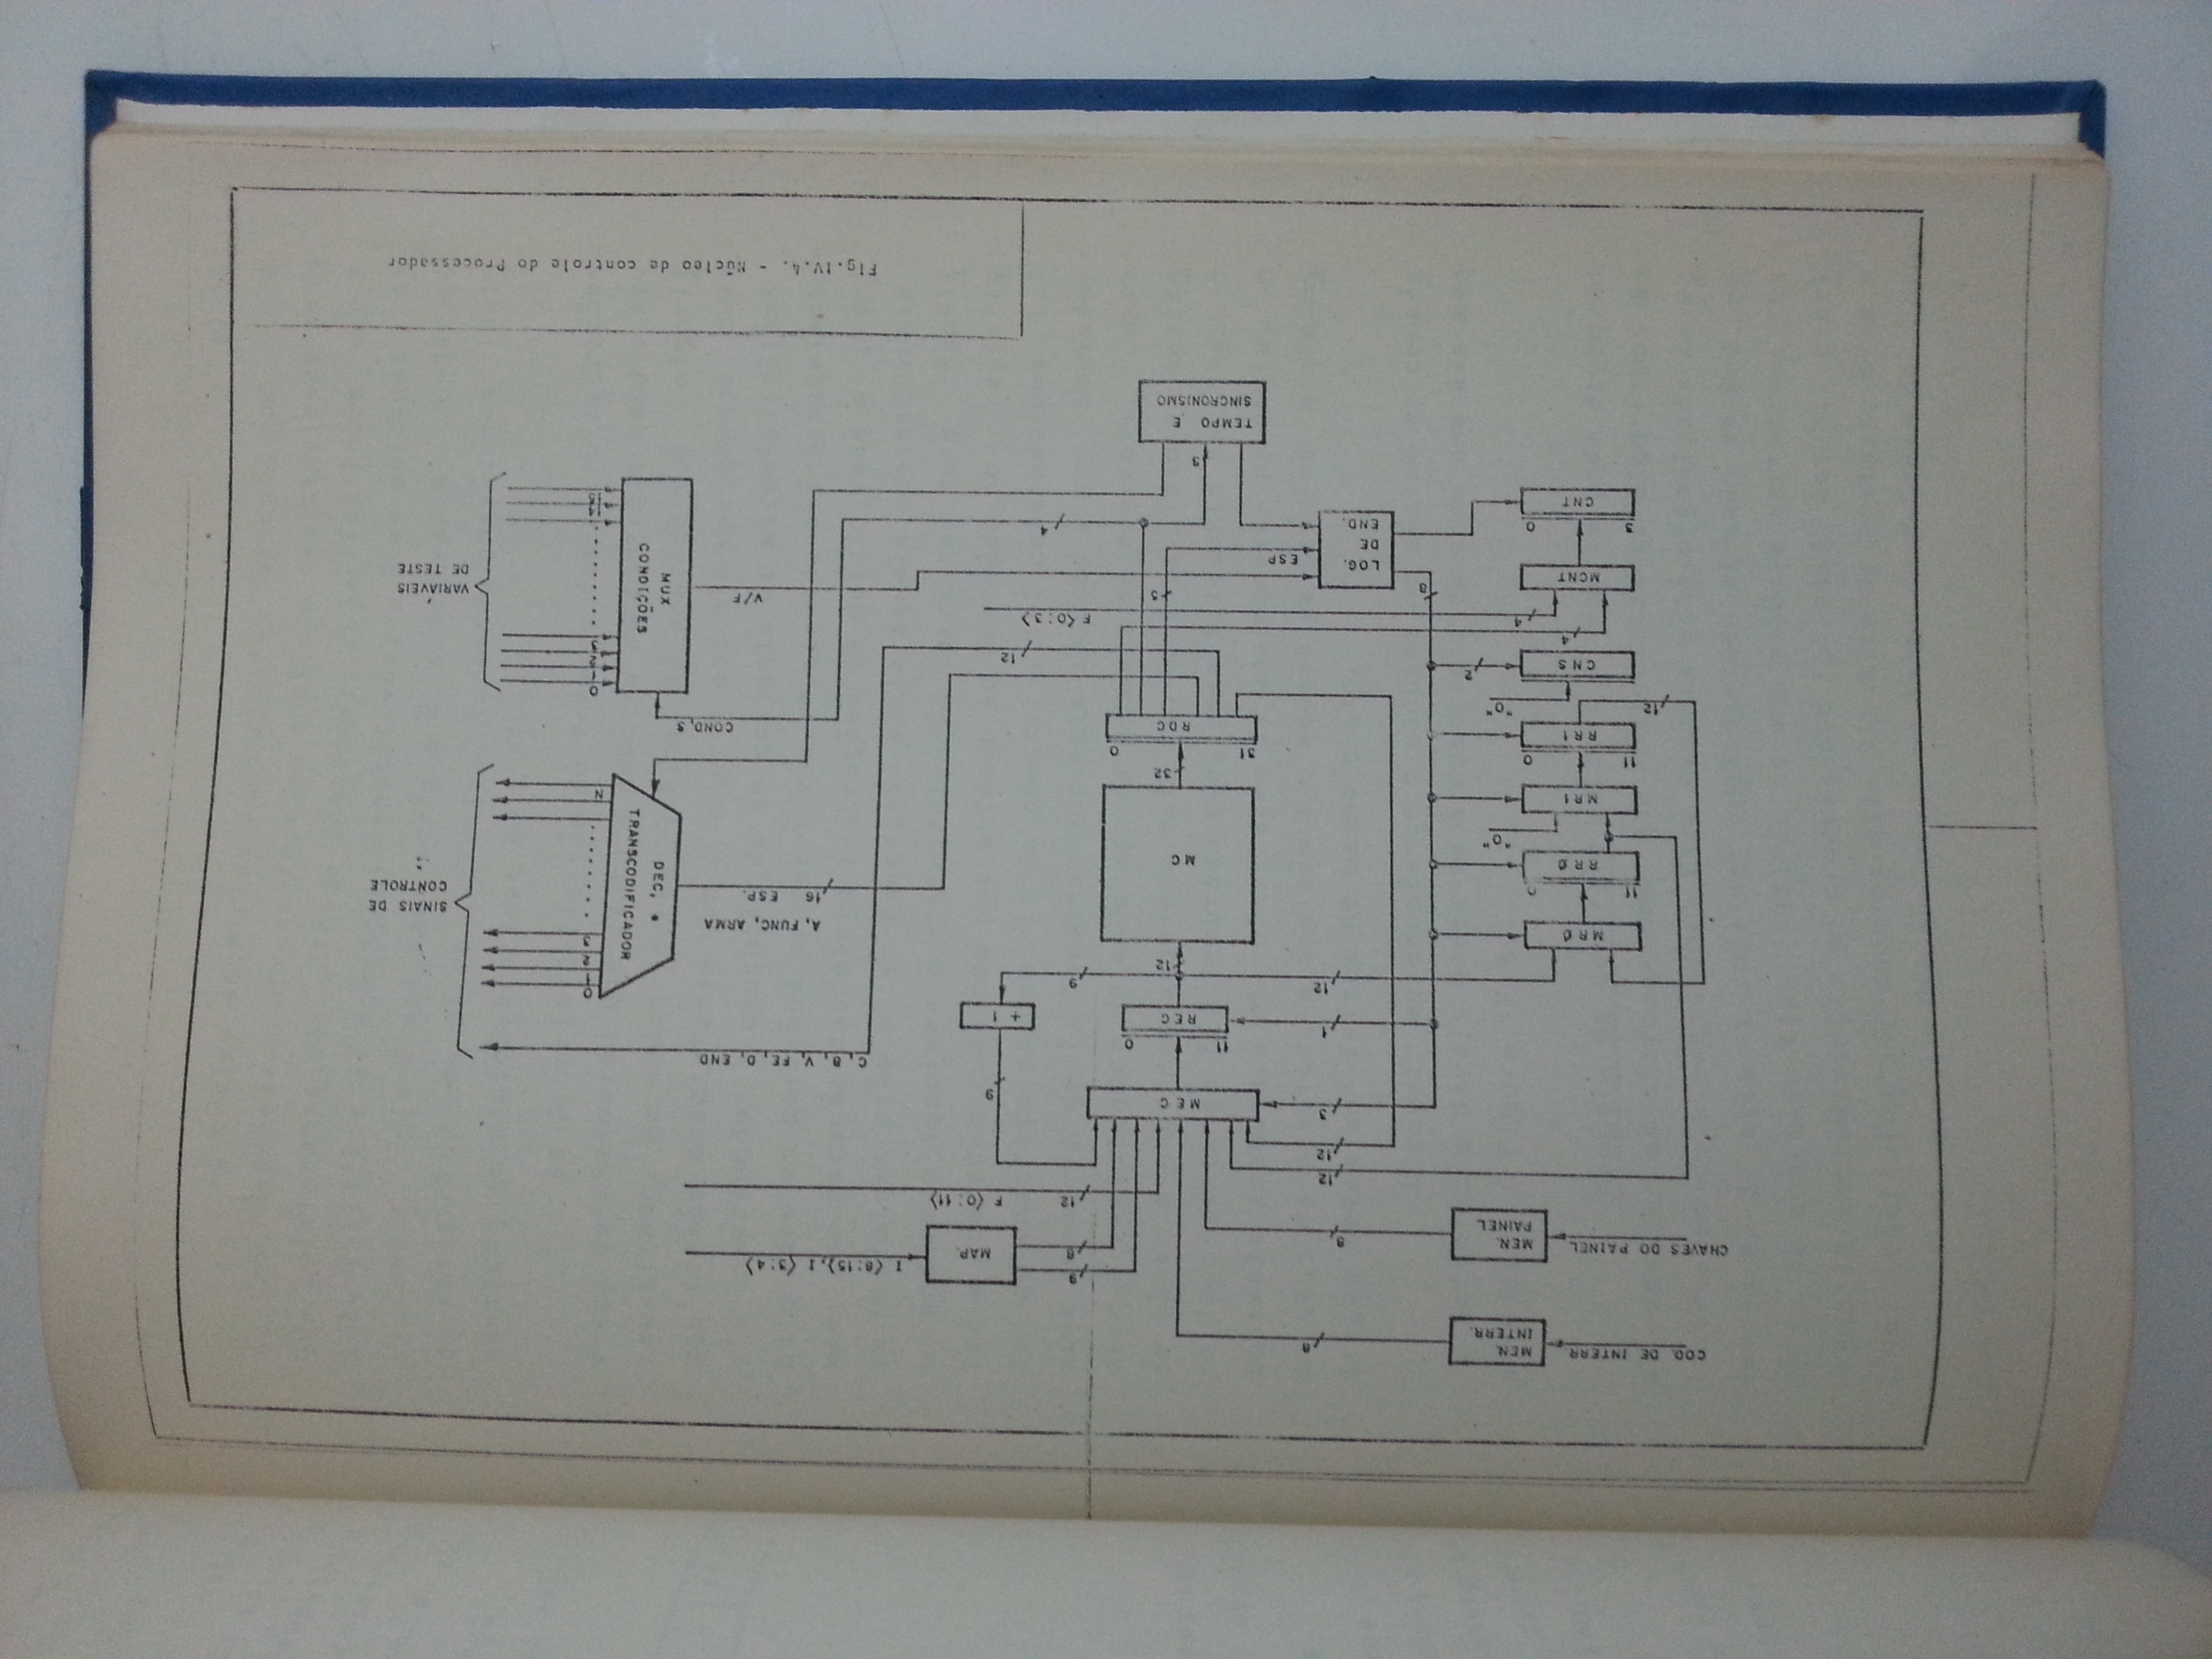 COD. DE INTERR.
MEN.
INTERR.
8
CHAVES DO PAINEL
MEN.
PAINEL
8
9
8
MAP.
I ⟨8:15⟩, I ⟨3:4⟩
12
F ⟨0:11⟩
12
12
3
MEC
9
11
0
REC
1
+ 1
12
9
12
MRØ
11
0
RRØ
"0"
MR1
11
0
RR1
12
"0"
CNS
2
MC
32
31
0
RDC
C, B, V, FE, D, END
A, FUNC, ARMA
16
ESP.
DEC, e
TRANSCODIFICADOR
0
1
2
3
N
SINAIS DE
CONTROLE
12
COND, S
4
4
F ⟨0:3⟩
MCNT
3
0
CNT
8
LOG.
DE
END.
ESP
5
V/F
4
3
TEMPO E
SINCRONISMO
MUX
CONDIÇÕES
0
1
2
3
14
15
VARIÁVEIS
DE TESTE
Fig.IV.4. - Núcleo de controle do Processador